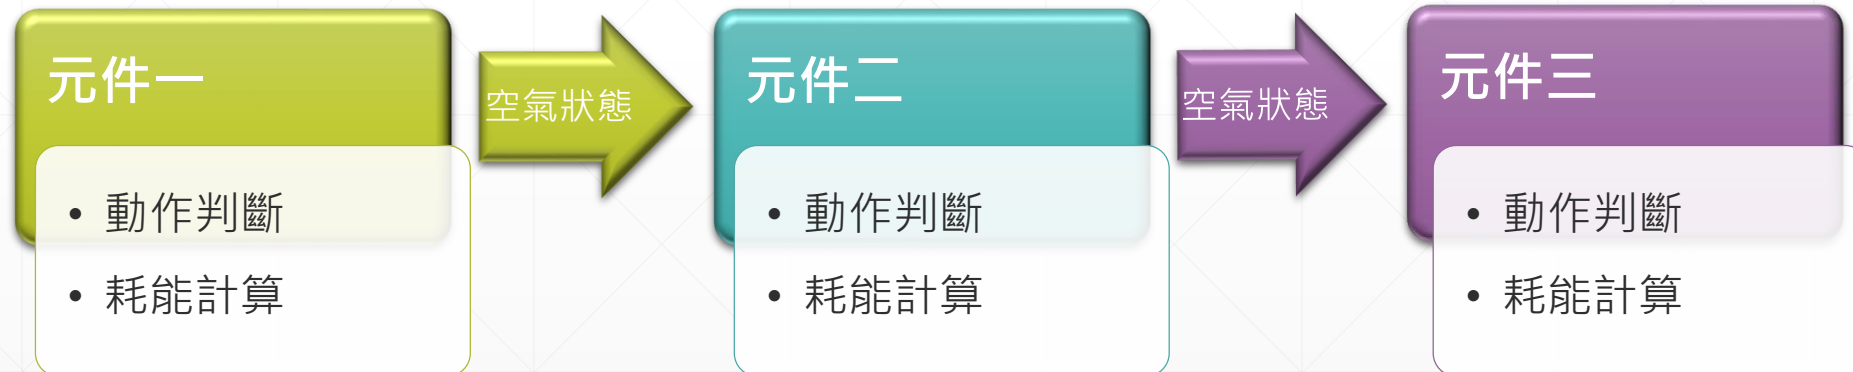 元件一
• 動作判斷
• 耗能計算
空氣狀態
元件二
• 動作判斷
• 耗能計算
空氣狀態
元件三
• 動作判斷
• 耗能計算